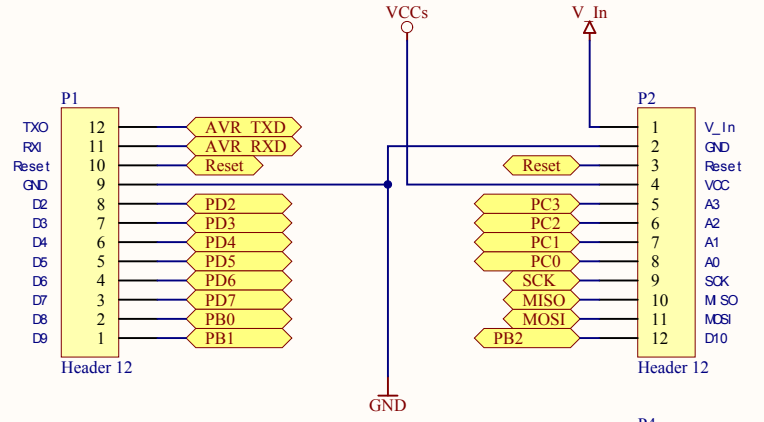 VCCs V_In
P1 P2
TXO 12 AVR_TXD 1 V_In
RXI 11 AVR_RXD 2 GND
Reset 10 Reset Reset 3 Reset
GND 9 4 VCC
D2 8 PD2 PC3 5 A3
D3 7 PD3 PC2 6 A2
D4 6 PD4 PC1 7 A1
D5 5 PD5 PC0 8 A0
D6 4 PD6 SCK 9 SCK
D7 3 PD7 MISO 10 MISO
D8 2 PB0 MOSI 11 MOSI
D9 1 PB1 PB2 12 D10
Header 12 Header 12
GND